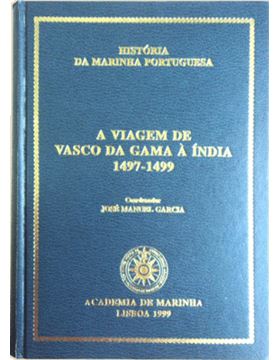 HISTÓRIA
DA MARINHA PORTUGUESA
A VIAGEM DE
VASCO DA GAMA À ÍNDIA
1497-1499
Coordenador
JOSÉ MANUEL GARCIA
ACADEMIA DE MARINHA
LISBOA 1999